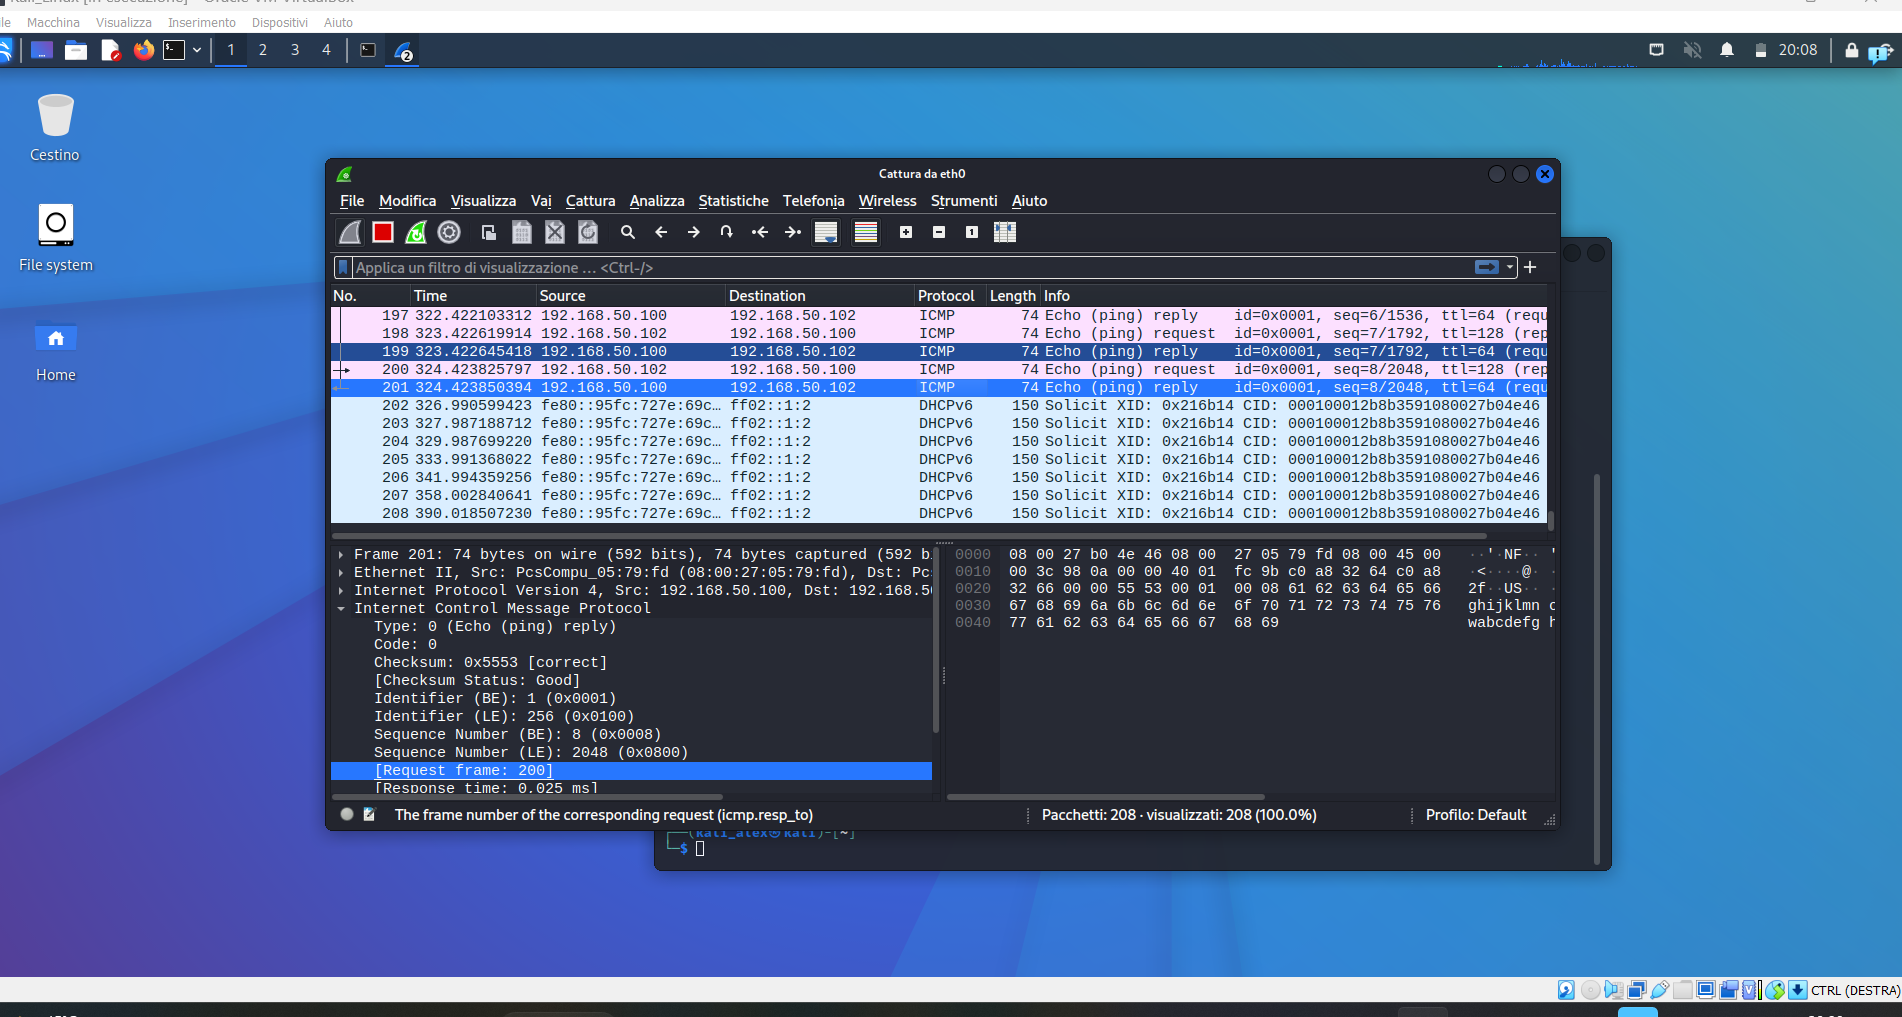 Kali_Linux [in esecuzione] - Oracle VM VirtualBox
Macchina Visualizza Inserimento Dispositivi Aiuto
1 2 3 4 2 20:08
Cestino
File system
Home
Cattura da eth0
File Modifica Visualizza Vai Cattura Analizza Statistiche Telefonia Wireless Strumenti Aiuto
Applica un filtro di visualizzazione … <Ctrl-/>
No. Time Source Destination Protocol Length Info
197 322.422103312 192.168.50.100 192.168.50.102 ICMP 74 Echo (ping) reply id=0x0001, seq=6/1536, ttl=64 (requ
198 323.422619914 192.168.50.102 192.168.50.100 ICMP 74 Echo (ping) request id=0x0001, seq=7/1792, ttl=128 (rep
199 323.422645418 192.168.50.100 192.168.50.102 ICMP 74 Echo (ping) reply id=0x0001, seq=7/1792, ttl=64 (requ
200 324.423825797 192.168.50.102 192.168.50.100 ICMP 74 Echo (ping) request id=0x0001, seq=8/2048, ttl=128 (rep
201 324.423850394 192.168.50.100 192.168.50.102 ICMP 74 Echo (ping) reply id=0x0001, seq=8/2048, ttl=64 (requ
202 326.990599423 fe80::95fc:727e:69c… ff02::1:2 DHCPv6 150 Solicit XID: 0x216b14 CID: 000100012b8b3591080027b04e46
203 327.987188712 fe80::95fc:727e:69c… ff02::1:2 DHCPv6 150 Solicit XID: 0x216b14 CID: 000100012b8b3591080027b04e46
204 329.987699220 fe80::95fc:727e:69c… ff02::1:2 DHCPv6 150 Solicit XID: 0x216b14 CID: 000100012b8b3591080027b04e46
205 333.991368022 fe80::95fc:727e:69c… ff02::1:2 DHCPv6 150 Solicit XID: 0x216b14 CID: 000100012b8b3591080027b04e46
206 341.994359256 fe80::95fc:727e:69c… ff02::1:2 DHCPv6 150 Solicit XID: 0x216b14 CID: 000100012b8b3591080027b04e46
207 358.002840641 fe80::95fc:727e:69c… ff02::1:2 DHCPv6 150 Solicit XID: 0x216b14 CID: 000100012b8b3591080027b04e46
208 390.018507230 fe80::95fc:727e:69c… ff02::1:2 DHCPv6 150 Solicit XID: 0x216b14 CID: 000100012b8b3591080027b04e46
Frame 201: 74 bytes on wire (592 bits), 74 bytes captured (592 b
Ethernet II, Src: PcsCompu_05:79:fd (08:00:27:05:79:fd), Dst: Pc
Internet Protocol Version 4, Src: 192.168.50.100, Dst: 192.168.5
Internet Control Message Protocol
Type: 0 (Echo (ping) reply)
Code: 0
Checksum: 0x5553 [correct]
[Checksum Status: Good]
Identifier (BE): 1 (0x0001)
Identifier (LE): 256 (0x0100)
Sequence Number (BE): 8 (0x0008)
Sequence Number (LE): 2048 (0x0800)
[Request frame: 200]
[Response time: 0.025 ms]
0000 08 00 27 b0 4e 46 08 00 27 05 79 fd 08 00 45 00 ··'·NF·· '
0010 00 3c 98 0a 00 00 40 01 fc 9b c0 a8 32 64 c0 a8 ·<····@·
0020 32 66 00 00 55 53 00 01 00 08 61 62 63 64 65 66 2f··US··
0030 67 68 69 6a 6b 6c 6d 6e 6f 70 71 72 73 74 75 76 ghijklmn
0040 77 61 62 63 64 65 66 67 68 69 wabcdefg h
The frame number of the corresponding request (icmp.resp_to) Pacchetti: 208 · visualizzati: 208 (100.0%) Profilo: Default
(kali_alex㉿kali)-[~]
$
CTRL (DESTRA)